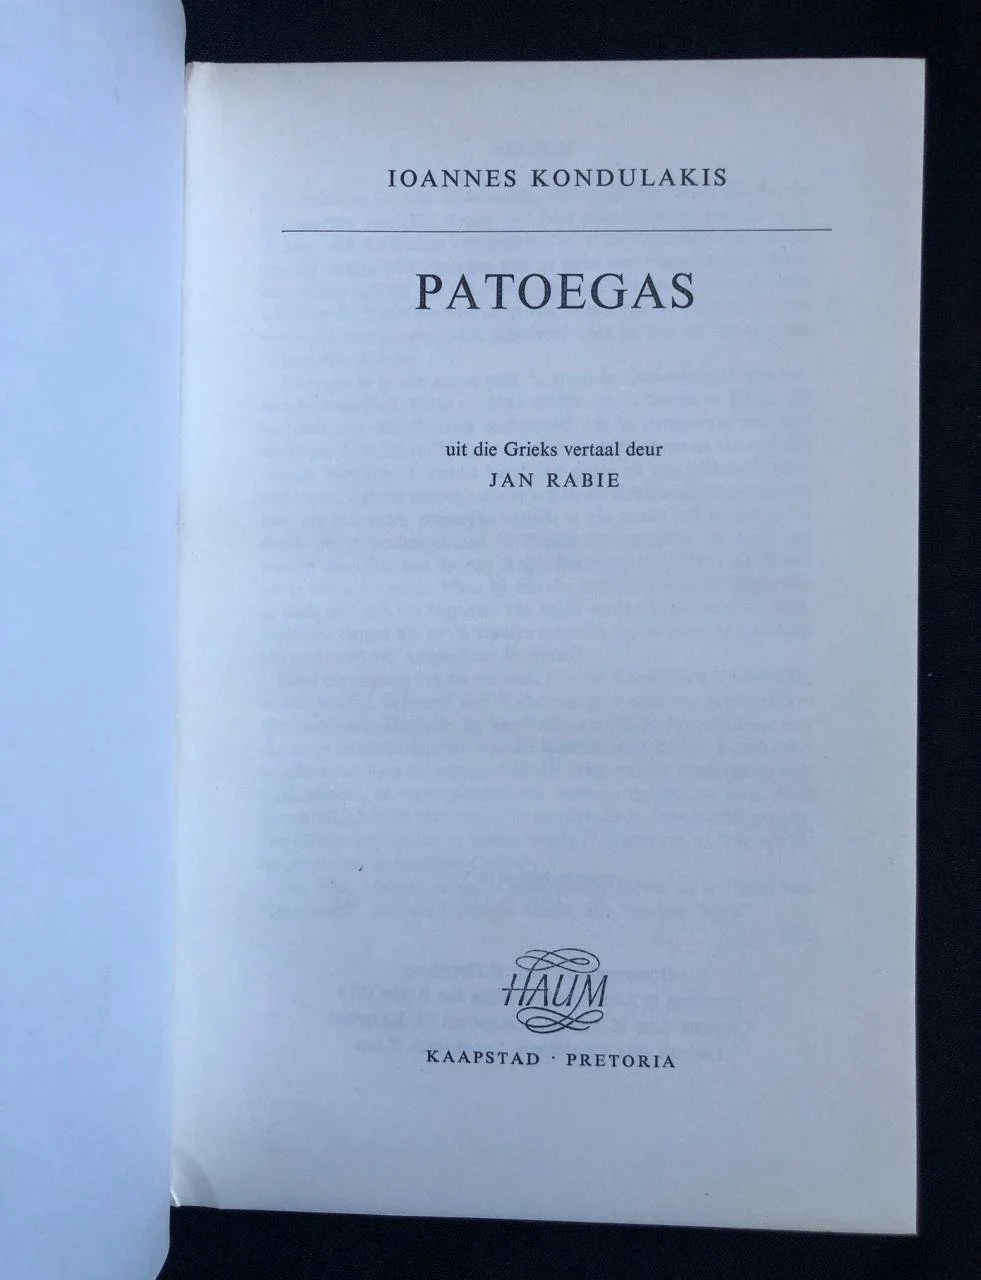 IOANNES KONDULAKIS
PATOEGAS
uit die Grieks vertaal deur
JAN RABIE
HAUM
KAAPSTAD · PRETORIA